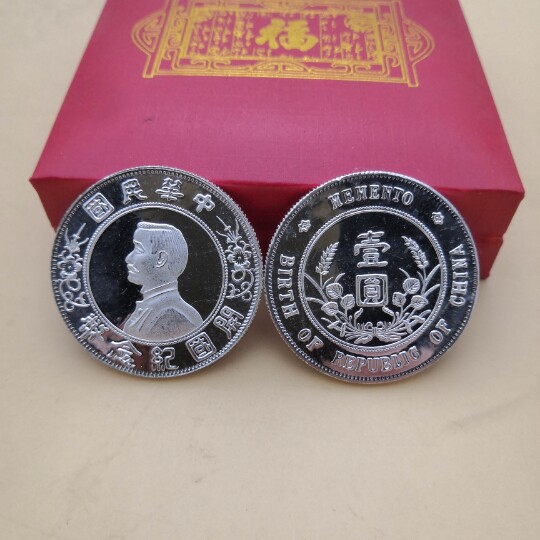 福
中華民國
開國紀念幣
MEMENTO
壹
圓
BIRTH OF REPUBLIC OF CHINA